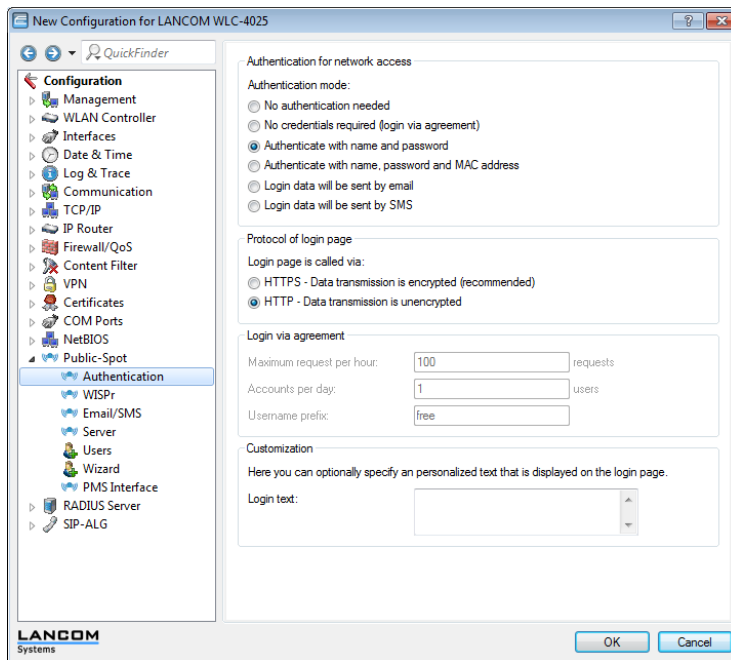 New Configuration for LANCOM WLC-4025
QuickFinder
Configuration
Management
WLAN Controller
Interfaces
Date & Time
Log & Trace
Communication
TCP/IP
IP Router
Firewall/QoS
Content Filter
VPN
Certificates
COM Ports
NetBIOS
Public-Spot
Authentication
WISPr
Email/SMS
Server
Users
Wizard
PMS Interface
RADIUS Server
SIP-ALG
Authentication for network access
Authentication mode:
No authentication needed
No credentials required (login via agreement)
Authenticate with name and password
Authenticate with name, password and MAC address
Login data will be sent by email
Login data will be sent by SMS
Protocol of login page
Login page is called via:
HTTPS - Data transmission is encrypted (recommended)
HTTP - Data transmission is unencrypted
Login via agreement
Maximum request per hour: 100 requests
Accounts per day: 1 users
Username prefix: free
Customization
Here you can optionally specify an personalized text that is displayed on the login page.
Login text:
LANCOM
Systems
OK Cancel